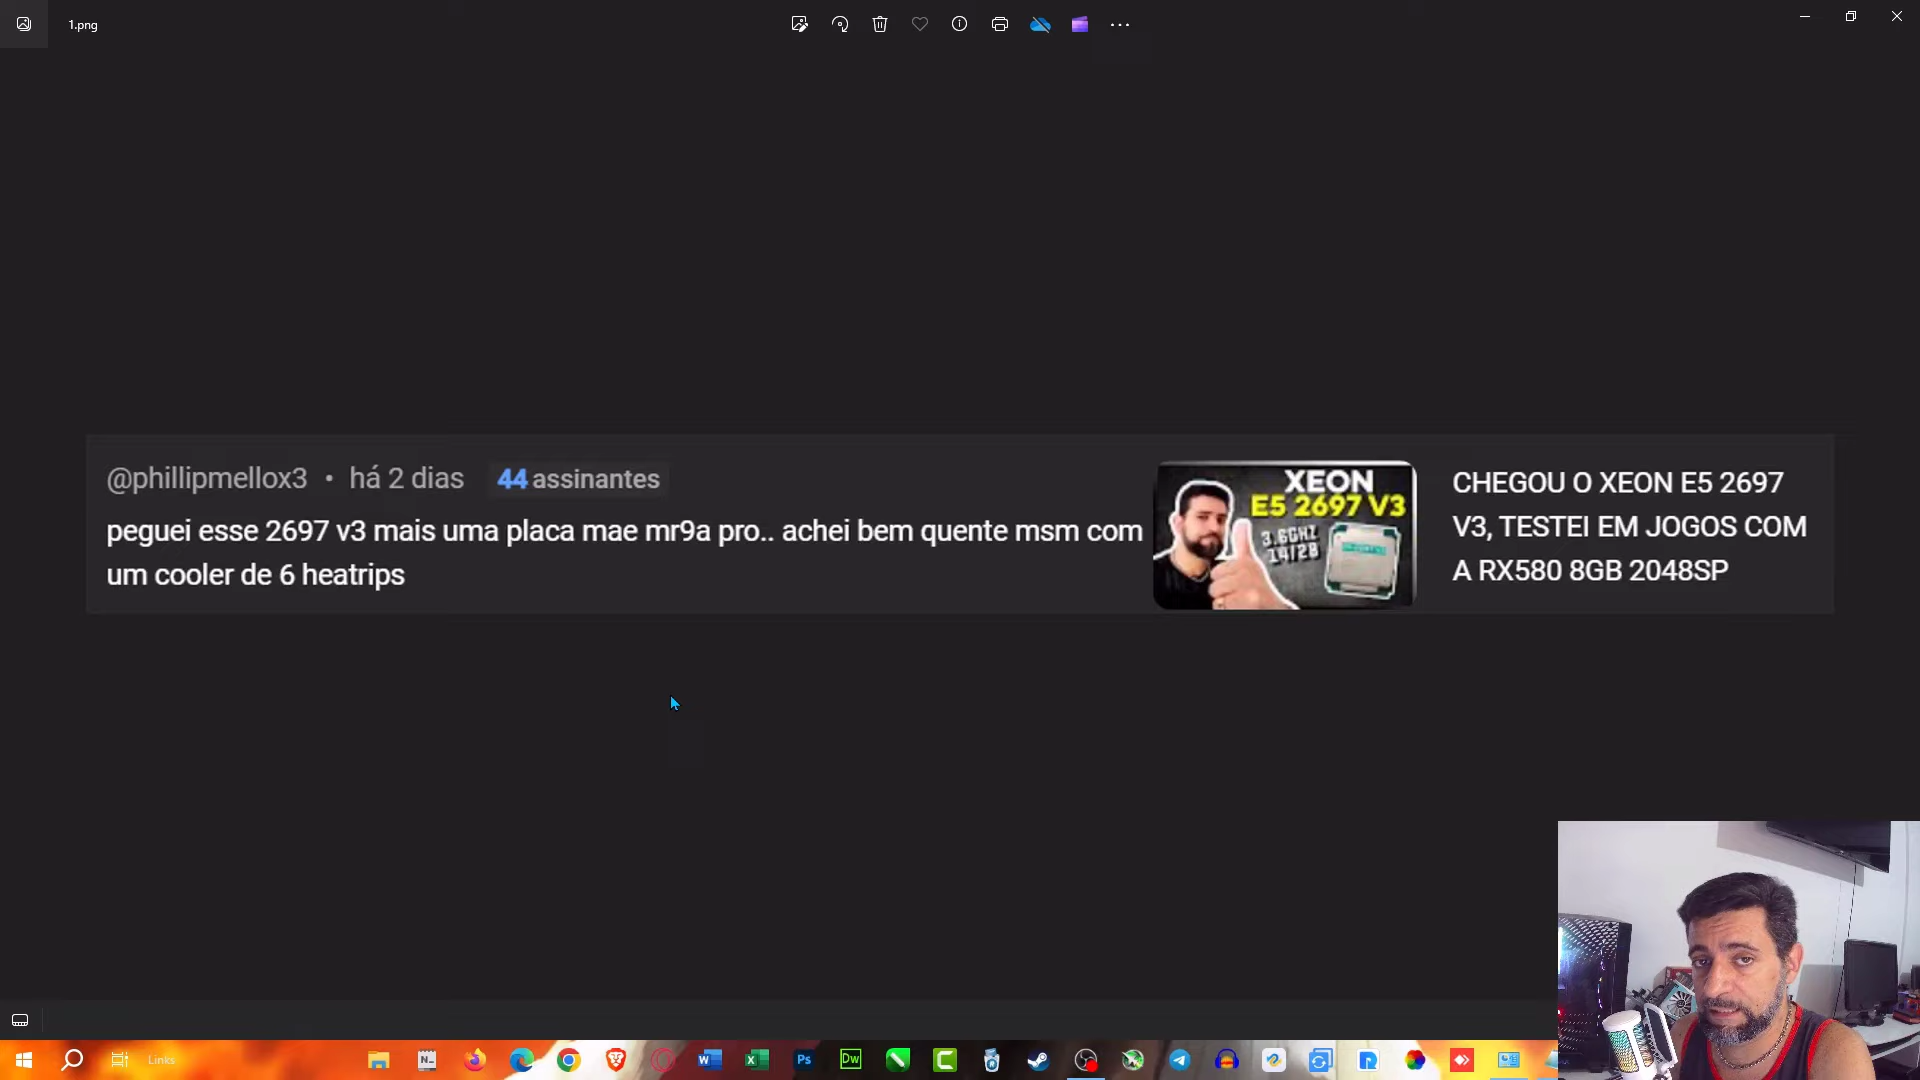 1.png
@phillipmellox3 • há 2 dias 44 assinantes
peguei esse 2697 v3 mais uma placa mae mr9a pro.. achei bem quente msm com
um cooler de 6 heatrips
XEON
E5 2697 V3
3.6GHZ
14/28
CHEGOU O XEON E5 2697
V3, TESTEI EM JOGOS COM
A RX580 8GB 2048SP
Links